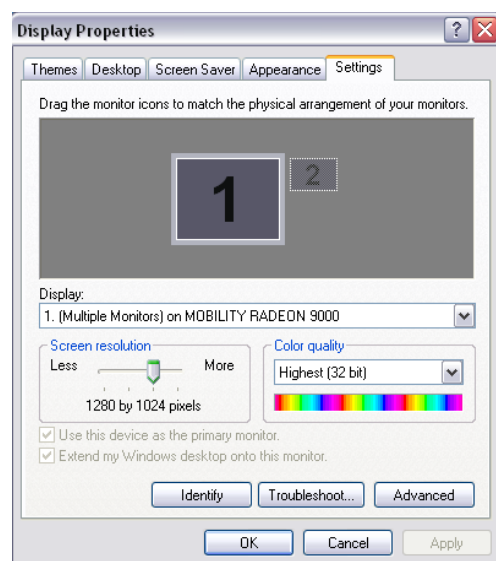 Display Properties
Themes Desktop Screen Saver Appearance Settings
Drag the monitor icons to match the physical arrangement of your monitors.
1 2
Display:
1. (Multiple Monitors) on MOBILITY RADEON 9000
Screen resolution Color quality
Less More Highest (32 bit)
1280 by 1024 pixels
Use this device as the primary monitor.
Extend my Windows desktop onto this monitor.
Identify Troubleshoot... Advanced
OK Cancel Apply